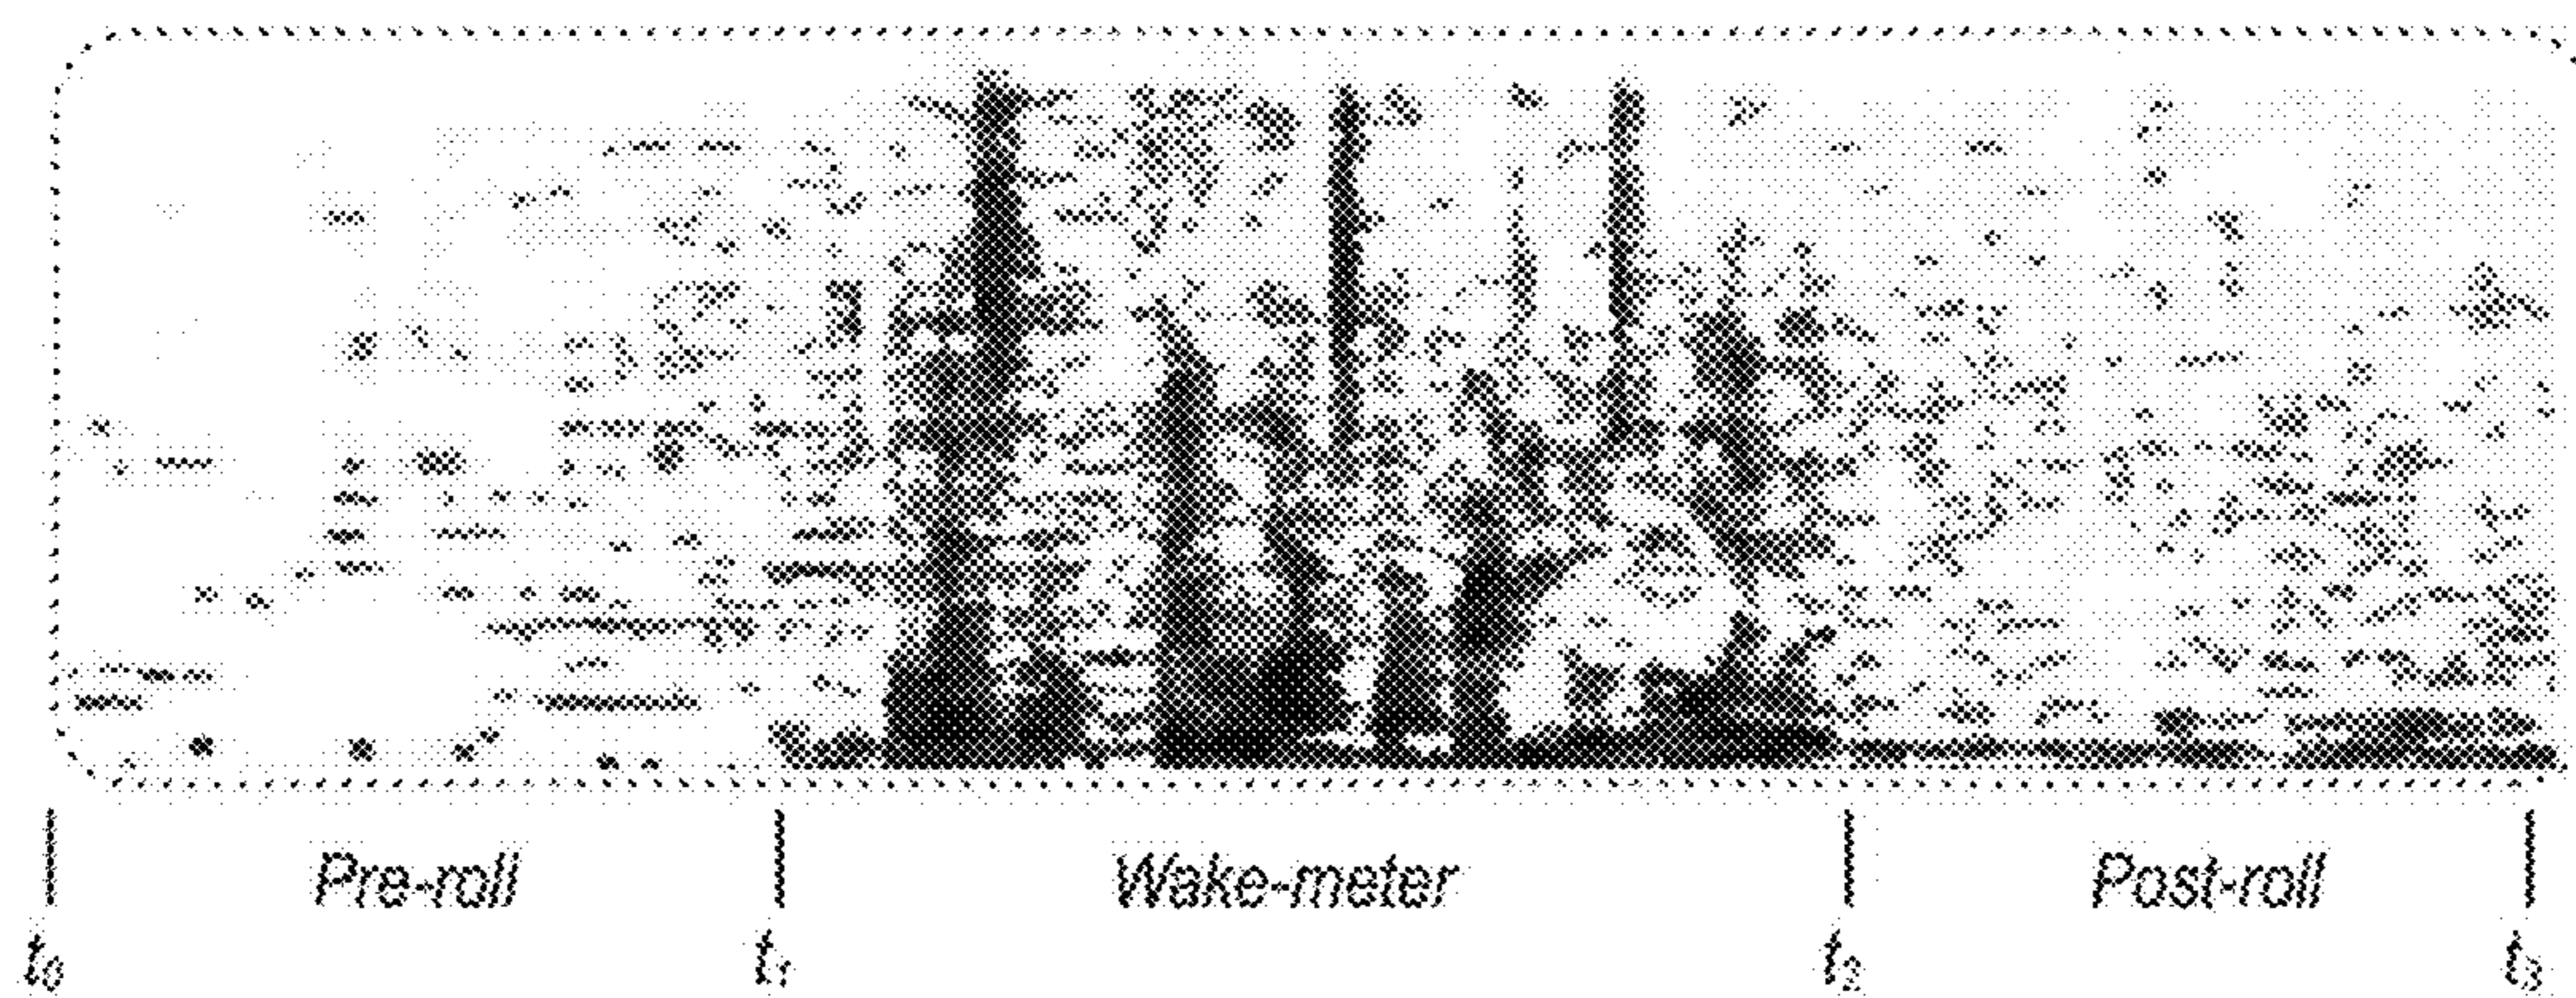 Pre-roll Wake-meter Post-roll
t₀ t₁ t₂ t₃